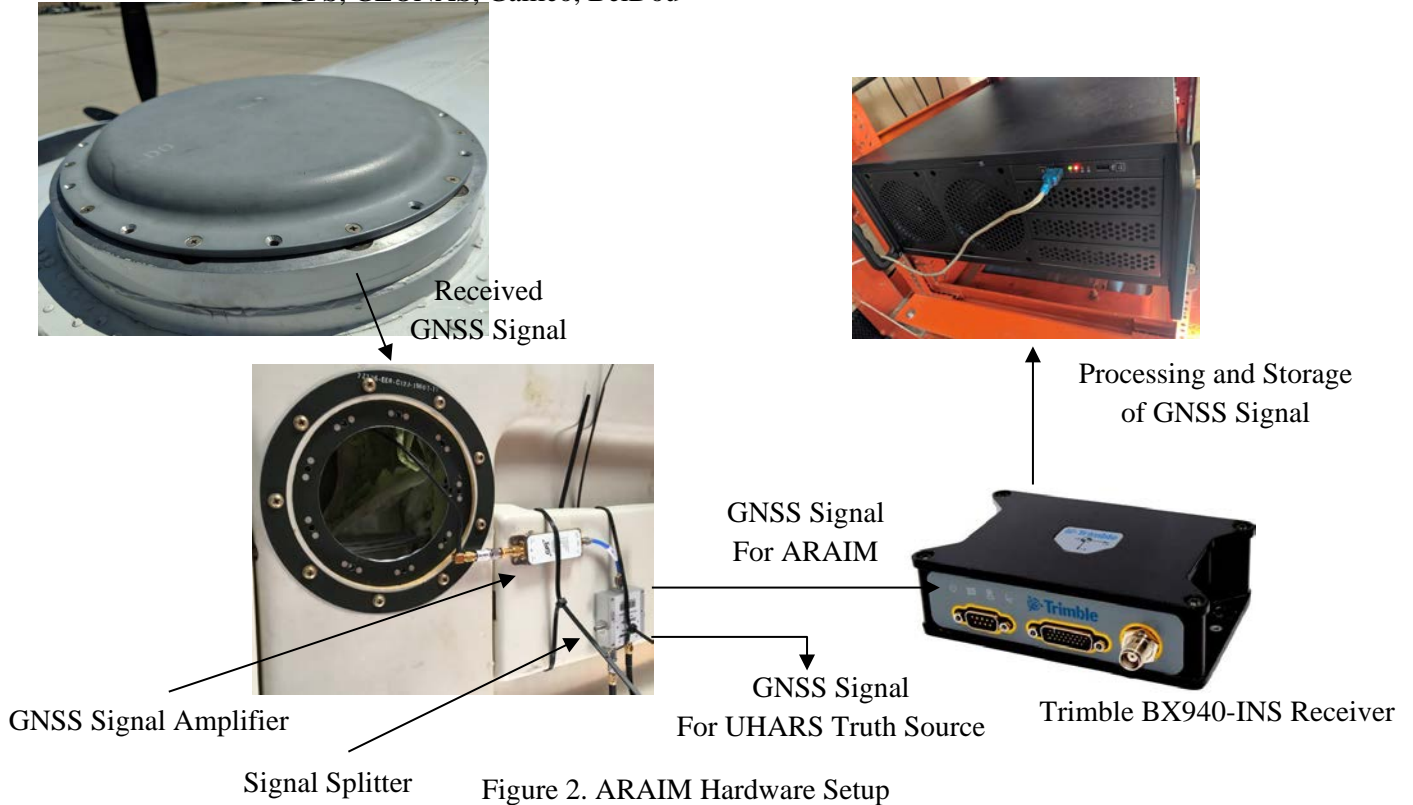 Received
GNSS Signal
Processing and Storage
of GNSS Signal
GNSS Signal
For ARAIM
Trimble
Trimble
GNSS Signal
For UHARS Truth Source
Trimble BX940-INS Receiver
GNSS Signal Amplifier
Signal Splitter
Figure 2. ARAIM Hardware Setup